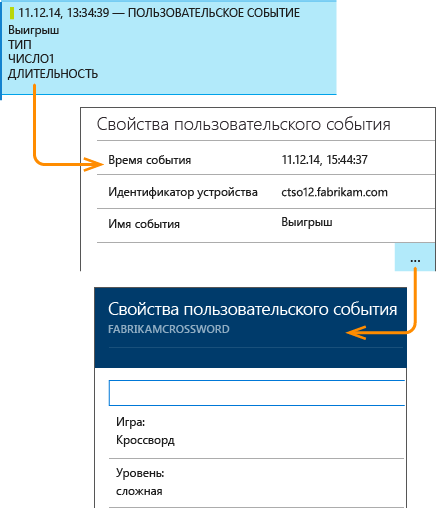 11.12.14, 13:34:39 — ПОЛЬЗОВАТЕЛЬСКОЕ СОБЫТИЕ
Выигрыш
ТИП
ЧИСЛО1
ДЛИТЕЛЬНОСТЬ
Свойства пользовательского события
Время события 11.12.14, 15:44:37
Идентификатор устройства ctso12.fabrikam.com
Имя события Выигрыш
...
Свойства пользовательского события
FABRIKAMCROSSWORD
Игра:
Кроссворд
Уровень:
сложная